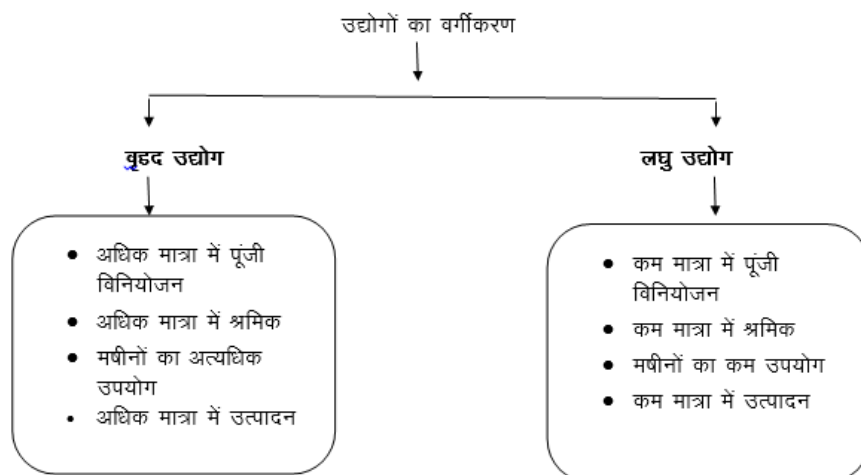 उद्योगों का वर्गीकरण
वृहद उद्योग
लघु उद्योग
• अधिक मात्रा में पूंजी
विनियोजन
• अधिक मात्रा में श्रमिक
• मषीनों का अत्यधिक
उपयोग
• अधिक मात्रा में उत्पादन
• कम मात्रा में पूंजी
विनियोजन
• कम मात्रा में श्रमिक
• मषीनों का कम उपयोग
• कम मात्रा में उत्पादन